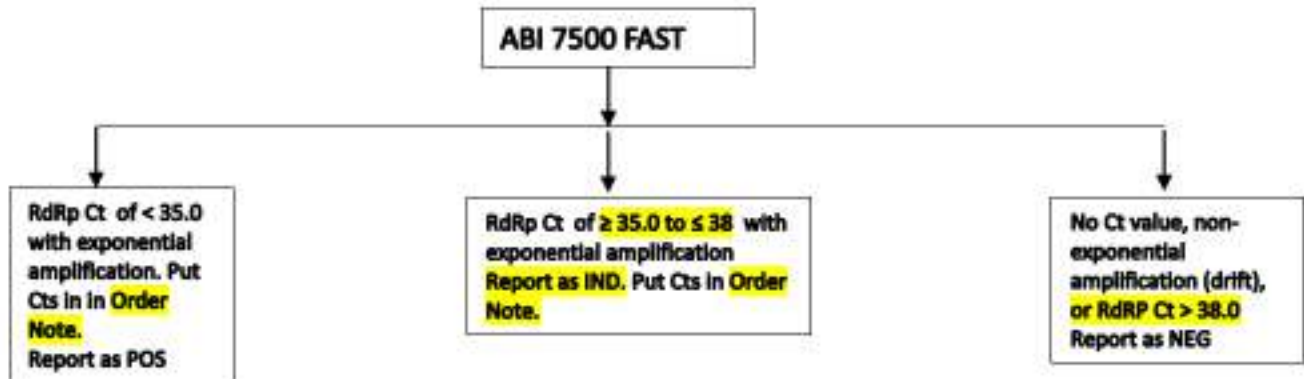 ABI 7500 FAST
RdRp Ct of < 35.0
with exponential
amplification. Put
Cts in in Order
Note.
Report as POS
RdRp Ct of ≥ 35.0 to ≤ 38 with
exponential amplification
Report as IND. Put Cts in Order
Note.
No Ct value, non-
exponential
amplification (drift),
or RdRP Ct > 38.0
Report as NEG